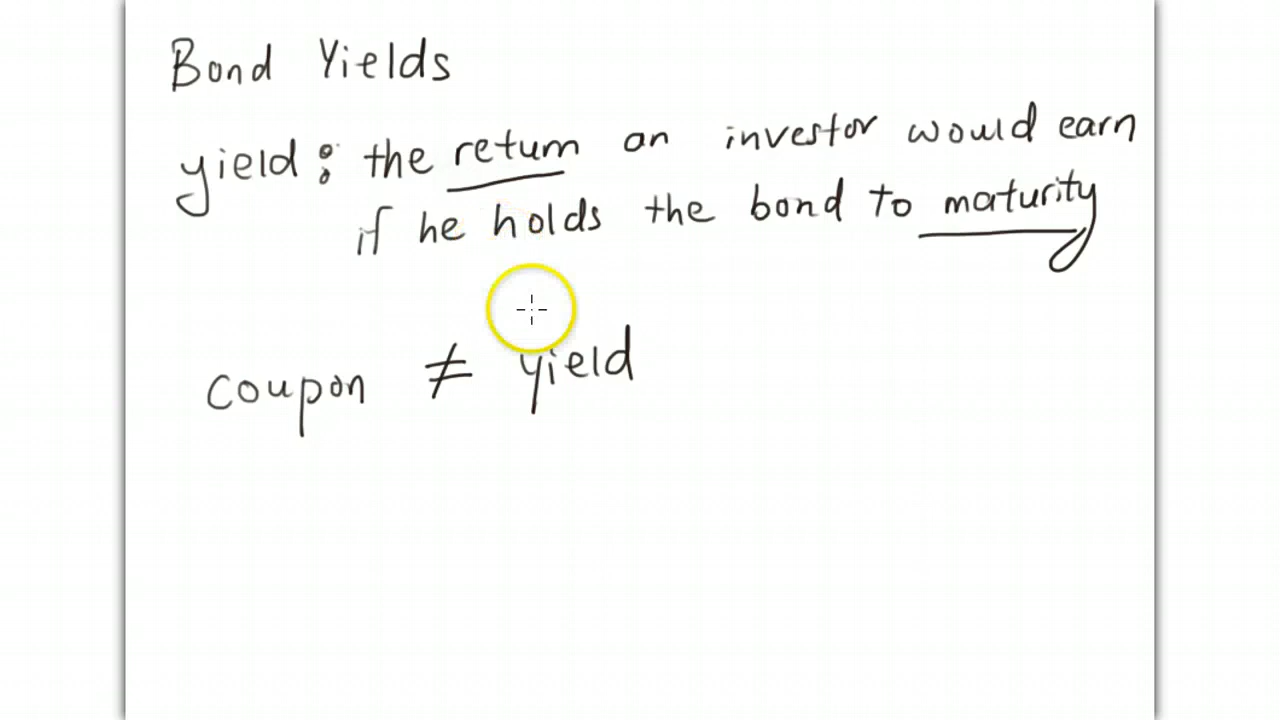 Bond Yields
yield: the return an investor would earn
if he holds the bond to maturity
coupon ≠ yield